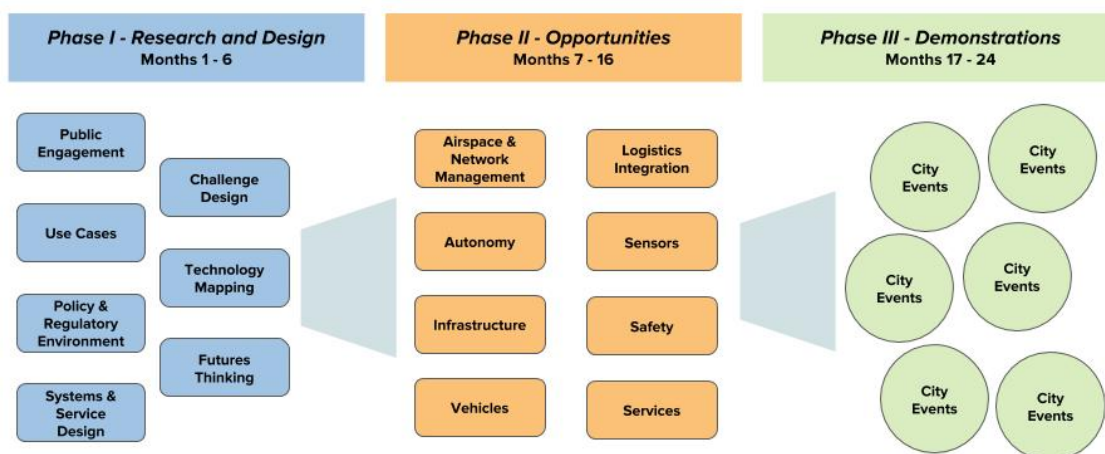 Phase I - Research and Design
Months 1 - 6
Public
Engagement
Use Cases
Policy &
Regulatory
Environment
Systems &
Service
Design
Challenge
Design
Technology
Mapping
Futures
Thinking
Phase II - Opportunities
Months 7 - 16
Airspace &
Network
Management
Autonomy
Infrastructure
Vehicles
Logistics
Integration
Sensors
Safety
Services
Phase III - Demonstrations
Months 17 - 24
City
Events
City
Events
City
Events
City
Events
City
Events
City
Events